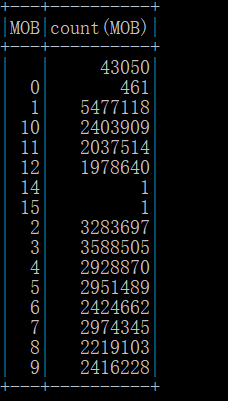 +---+----------+
|MOB|count(MOB)|
+---+----------+
|   |     43050|
|  0|       461|
|  1|   5477118|
| 10|   2403909|
| 11|   2037514|
| 12|   1978640|
| 14|         1|
| 15|         1|
|  2|   3283697|
|  3|   3588505|
|  4|   2928870|
|  5|   2951489|
|  6|   2424662|
|  7|   2974345|
|  8|   2219103|
|  9|   2416228|
+---+----------+